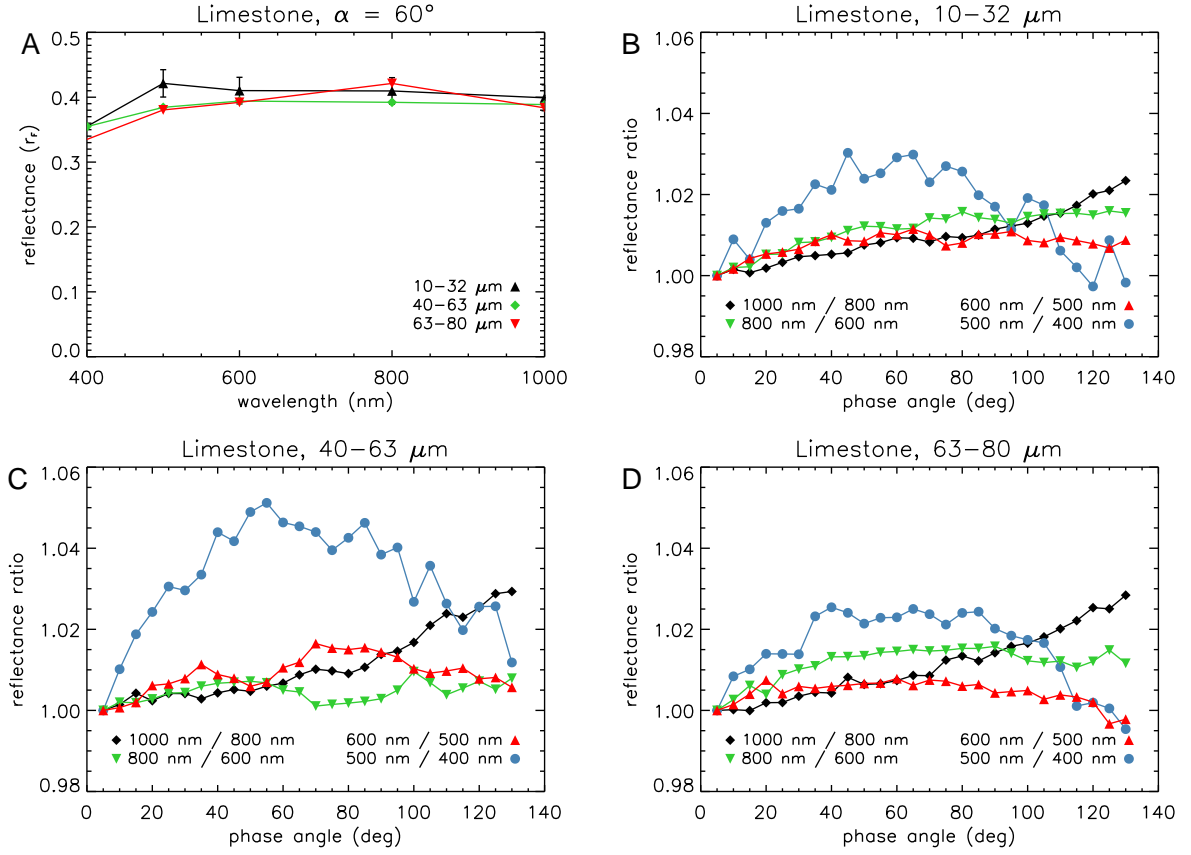 A
Limestone, α = 60°
reflectance (rF)
0.5
0.4
0.3
0.2
0.1
0.0
10–32 μm
40–63 μm
63–80 μm
400
600
800
1000
wavelength (nm)
B
Limestone, 10–32 μm
reflectance ratio
1.06
1.04
1.02
1.00
0.98
1000 nm / 800 nm
600 nm / 500 nm
800 nm / 600 nm
500 nm / 400 nm
0
20
40
60
80
100
120
140
phase angle (deg)
C
Limestone, 40–63 μm
reflectance ratio
1.06
1.04
1.02
1.00
0.98
1000 nm / 800 nm
600 nm / 500 nm
800 nm / 600 nm
500 nm / 400 nm
0
20
40
60
80
100
120
140
phase angle (deg)
D
Limestone, 63–80 μm
reflectance ratio
1.06
1.04
1.02
1.00
0.98
1000 nm / 800 nm
600 nm / 500 nm
800 nm / 600 nm
500 nm / 400 nm
0
20
40
60
80
100
120
140
phase angle (deg)